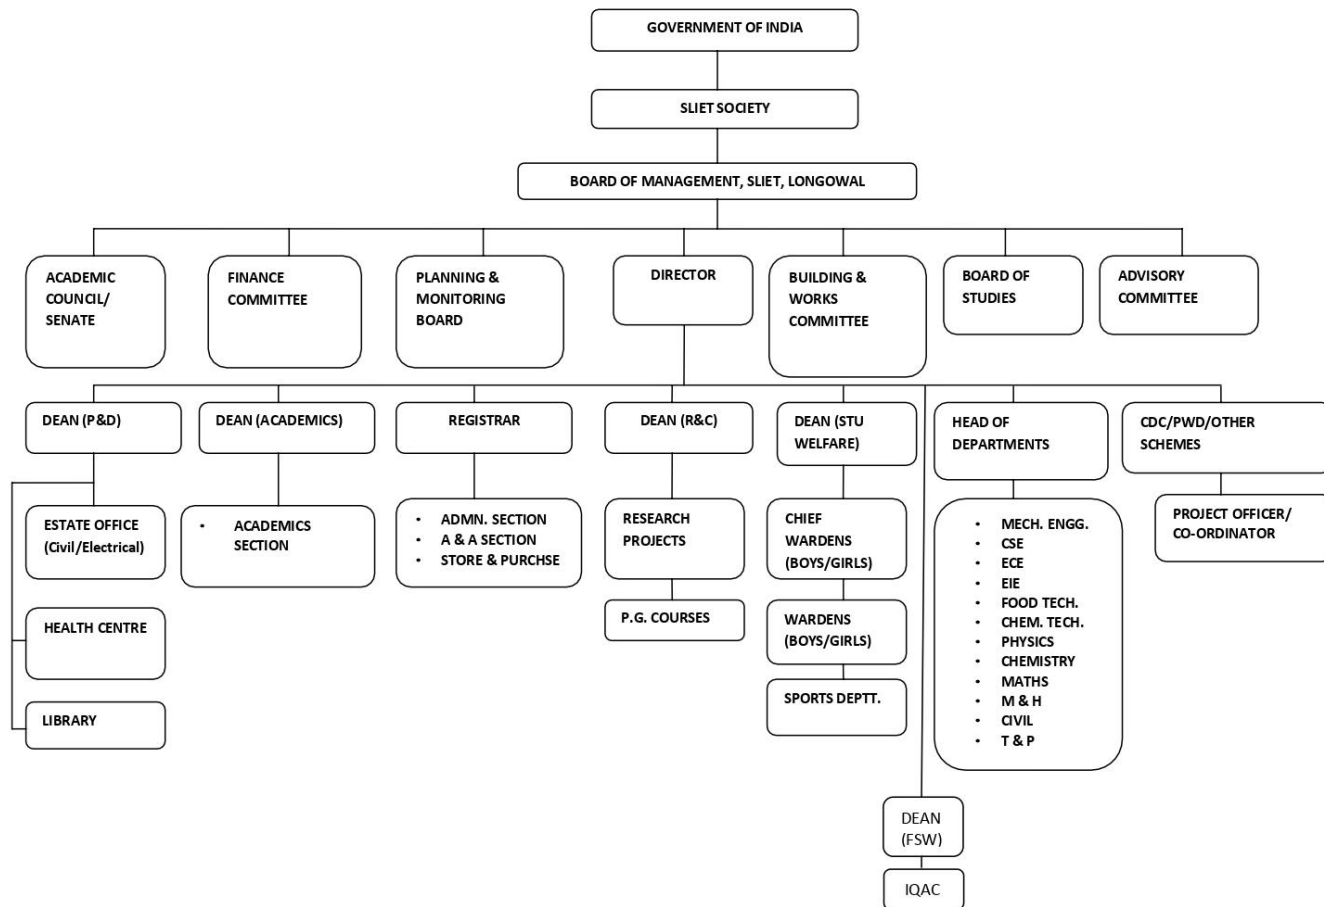 GOVERNMENT OF INDIA
SLIET SOCIETY
BOARD OF MANAGEMENT, SLIET, LONGOWAL
ACADEMIC
COUNCIL/
SENATE
FINANCE
COMMITTEE
PLANNING &
MONITORING
BOARD
DIRECTOR
BUILDING &
WORKS
COMMITTEE
BOARD OF
STUDIES
ADVISORY
COMMITTEE
DEAN (P&D)
DEAN (ACADEMICS)
REGISTRAR
DEAN (R&C)
DEAN (STU
WELFARE)
HEAD OF
DEPARTMENTS
CDC/PWD/OTHER
SCHEMES
ESTATE OFFICE
(Civil/Electrical)
HEALTH CENTRE
LIBRARY
• ACADEMICS
SECTION
• ADMN. SECTION
• A & A SECTION
• STORE & PURCHSE
RESEARCH
PROJECTS
P.G. COURSES
CHIEF
WARDENS
(BOYS/GIRLS)
WARDENS
(BOYS/GIRLS)
SPORTS DEPTT.
• MECH. ENGG.
• CSE
• ECE
• EIE
• FOOD TECH.
• CHEM. TECH.
• PHYSICS
• CHEMISTRY
• MATHS
• M & H
• CIVIL
• T & P
PROJECT OFFICER/
CO-ORDINATOR
DEAN
(FSW)
IQAC